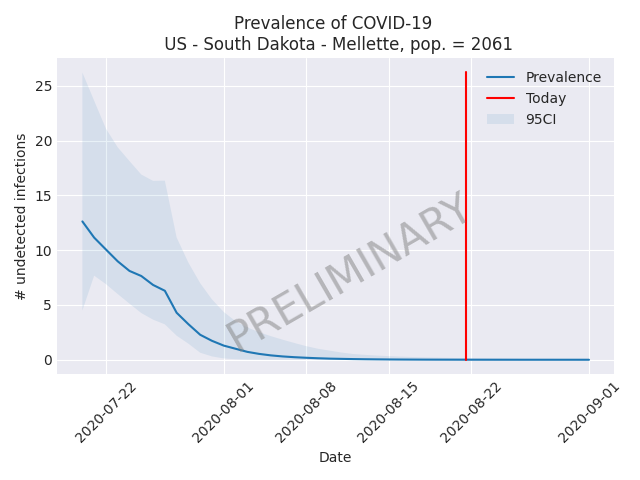 Prevalence of COVID-19
US - South Dakota - Mellette, pop. = 2061
Prevalence
Today
95CI
PRELIMINARY
# undetected infections
25
20
15
10
5
0
2020-07-22
2020-08-01
2020-08-08
2020-08-15
2020-08-22
2020-09-01
Date